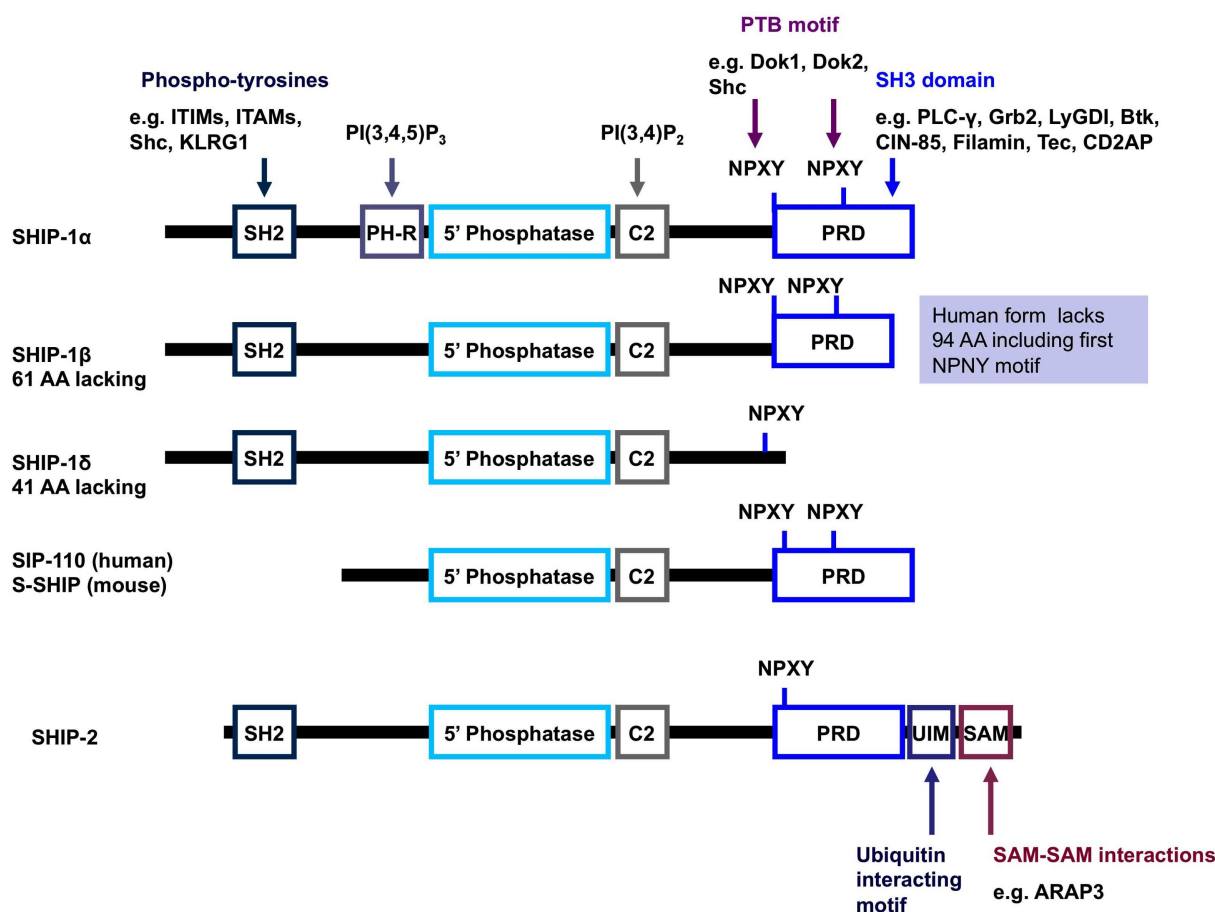 PTB motif
e.g. Dok1, Dok2,
Shc
Phospho-tyrosines
e.g. ITIMs, ITAMs,
Shc, KLRG1
PI(3,4,5)P₃
PI(3,4)P₂
SH3 domain
e.g. PLC-γ, Grb2, LyGDI, Btk,
CIN-85, Filamin, Tec, CD2AP
NPXY NPXY
SHIP-1α
SH2 PH-R 5’ Phosphatase C2 PRD
NPXY NPXY
SHIP-1β
61 AA lacking
SH2 5’ Phosphatase C2 PRD
Human form lacks
94 AA including first
NPNY motif
NPXY
SHIP-1δ
41 AA lacking
SH2 5’ Phosphatase C2
NPXY NPXY
SIP-110 (human)
S-SHIP (mouse)
5’ Phosphatase C2 PRD
NPXY
SHIP-2
SH2 5’ Phosphatase C2 PRD UIM SAM
Ubiquitin
interacting
motif
SAM-SAM interactions
e.g. ARAP3